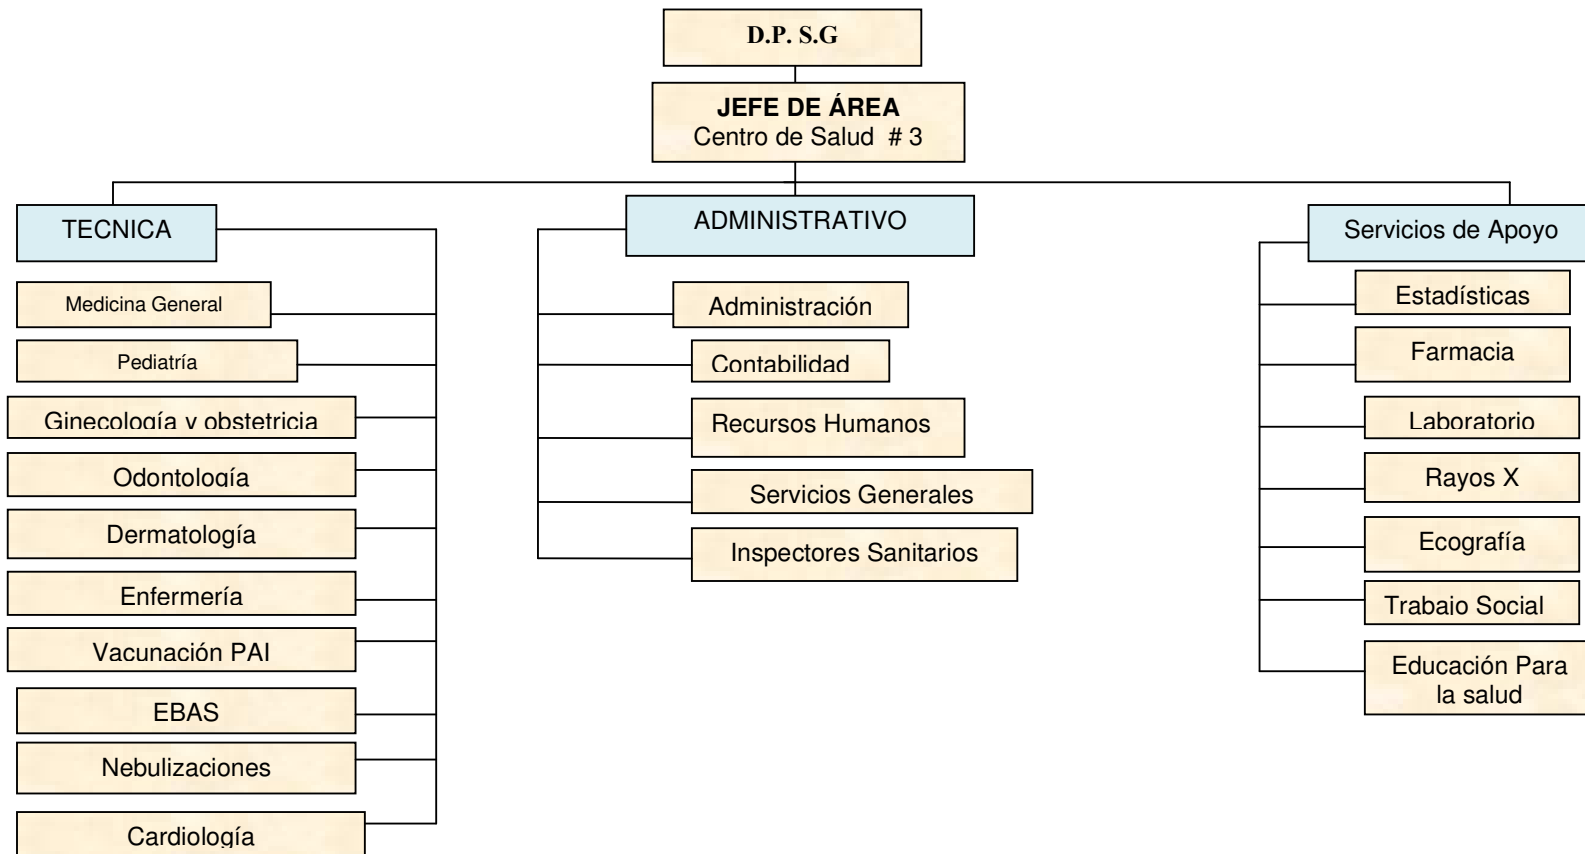 D.P. S.G
JEFE DE ÁREA
Centro de Salud # 3
TECNICA
Medicina General
Pediatría
Ginecología y obstetricia
Odontología
Dermatología
Enfermería
Vacunación PAI
EBAS
Nebulizaciones
Cardiología
ADMINISTRATIVO
Administración
Contabilidad
Recursos Humanos
Servicios Generales
Inspectores Sanitarios
Servicios de Apoyo
Estadísticas
Farmacia
Laboratorio
Rayos X
Ecografía
Trabajo Social
Educación Para
la salud